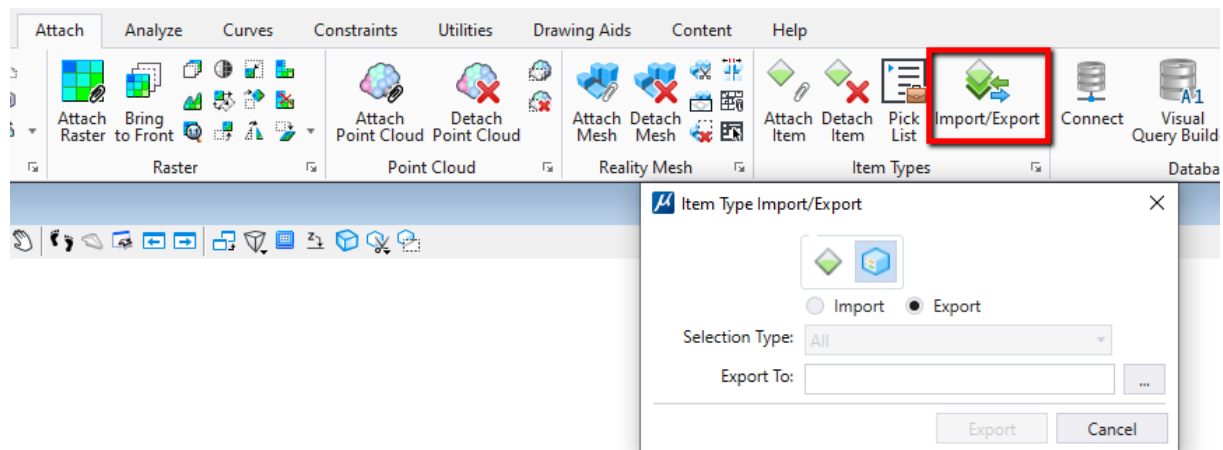 Attach Analyze Curves Constraints Utilities Drawing Aids Content Help
Attach Bring Attach Detach Attach Detach Attach Detach Pick Import/Export Connect Visual
Raster to Front Point Cloud Point Cloud Mesh Mesh Item Item List Query Build
Raster Point Cloud Reality Mesh Item Types Databa
Item Type Import/Export
Import Export
Selection Type: All
Export To: ...
Export Cancel